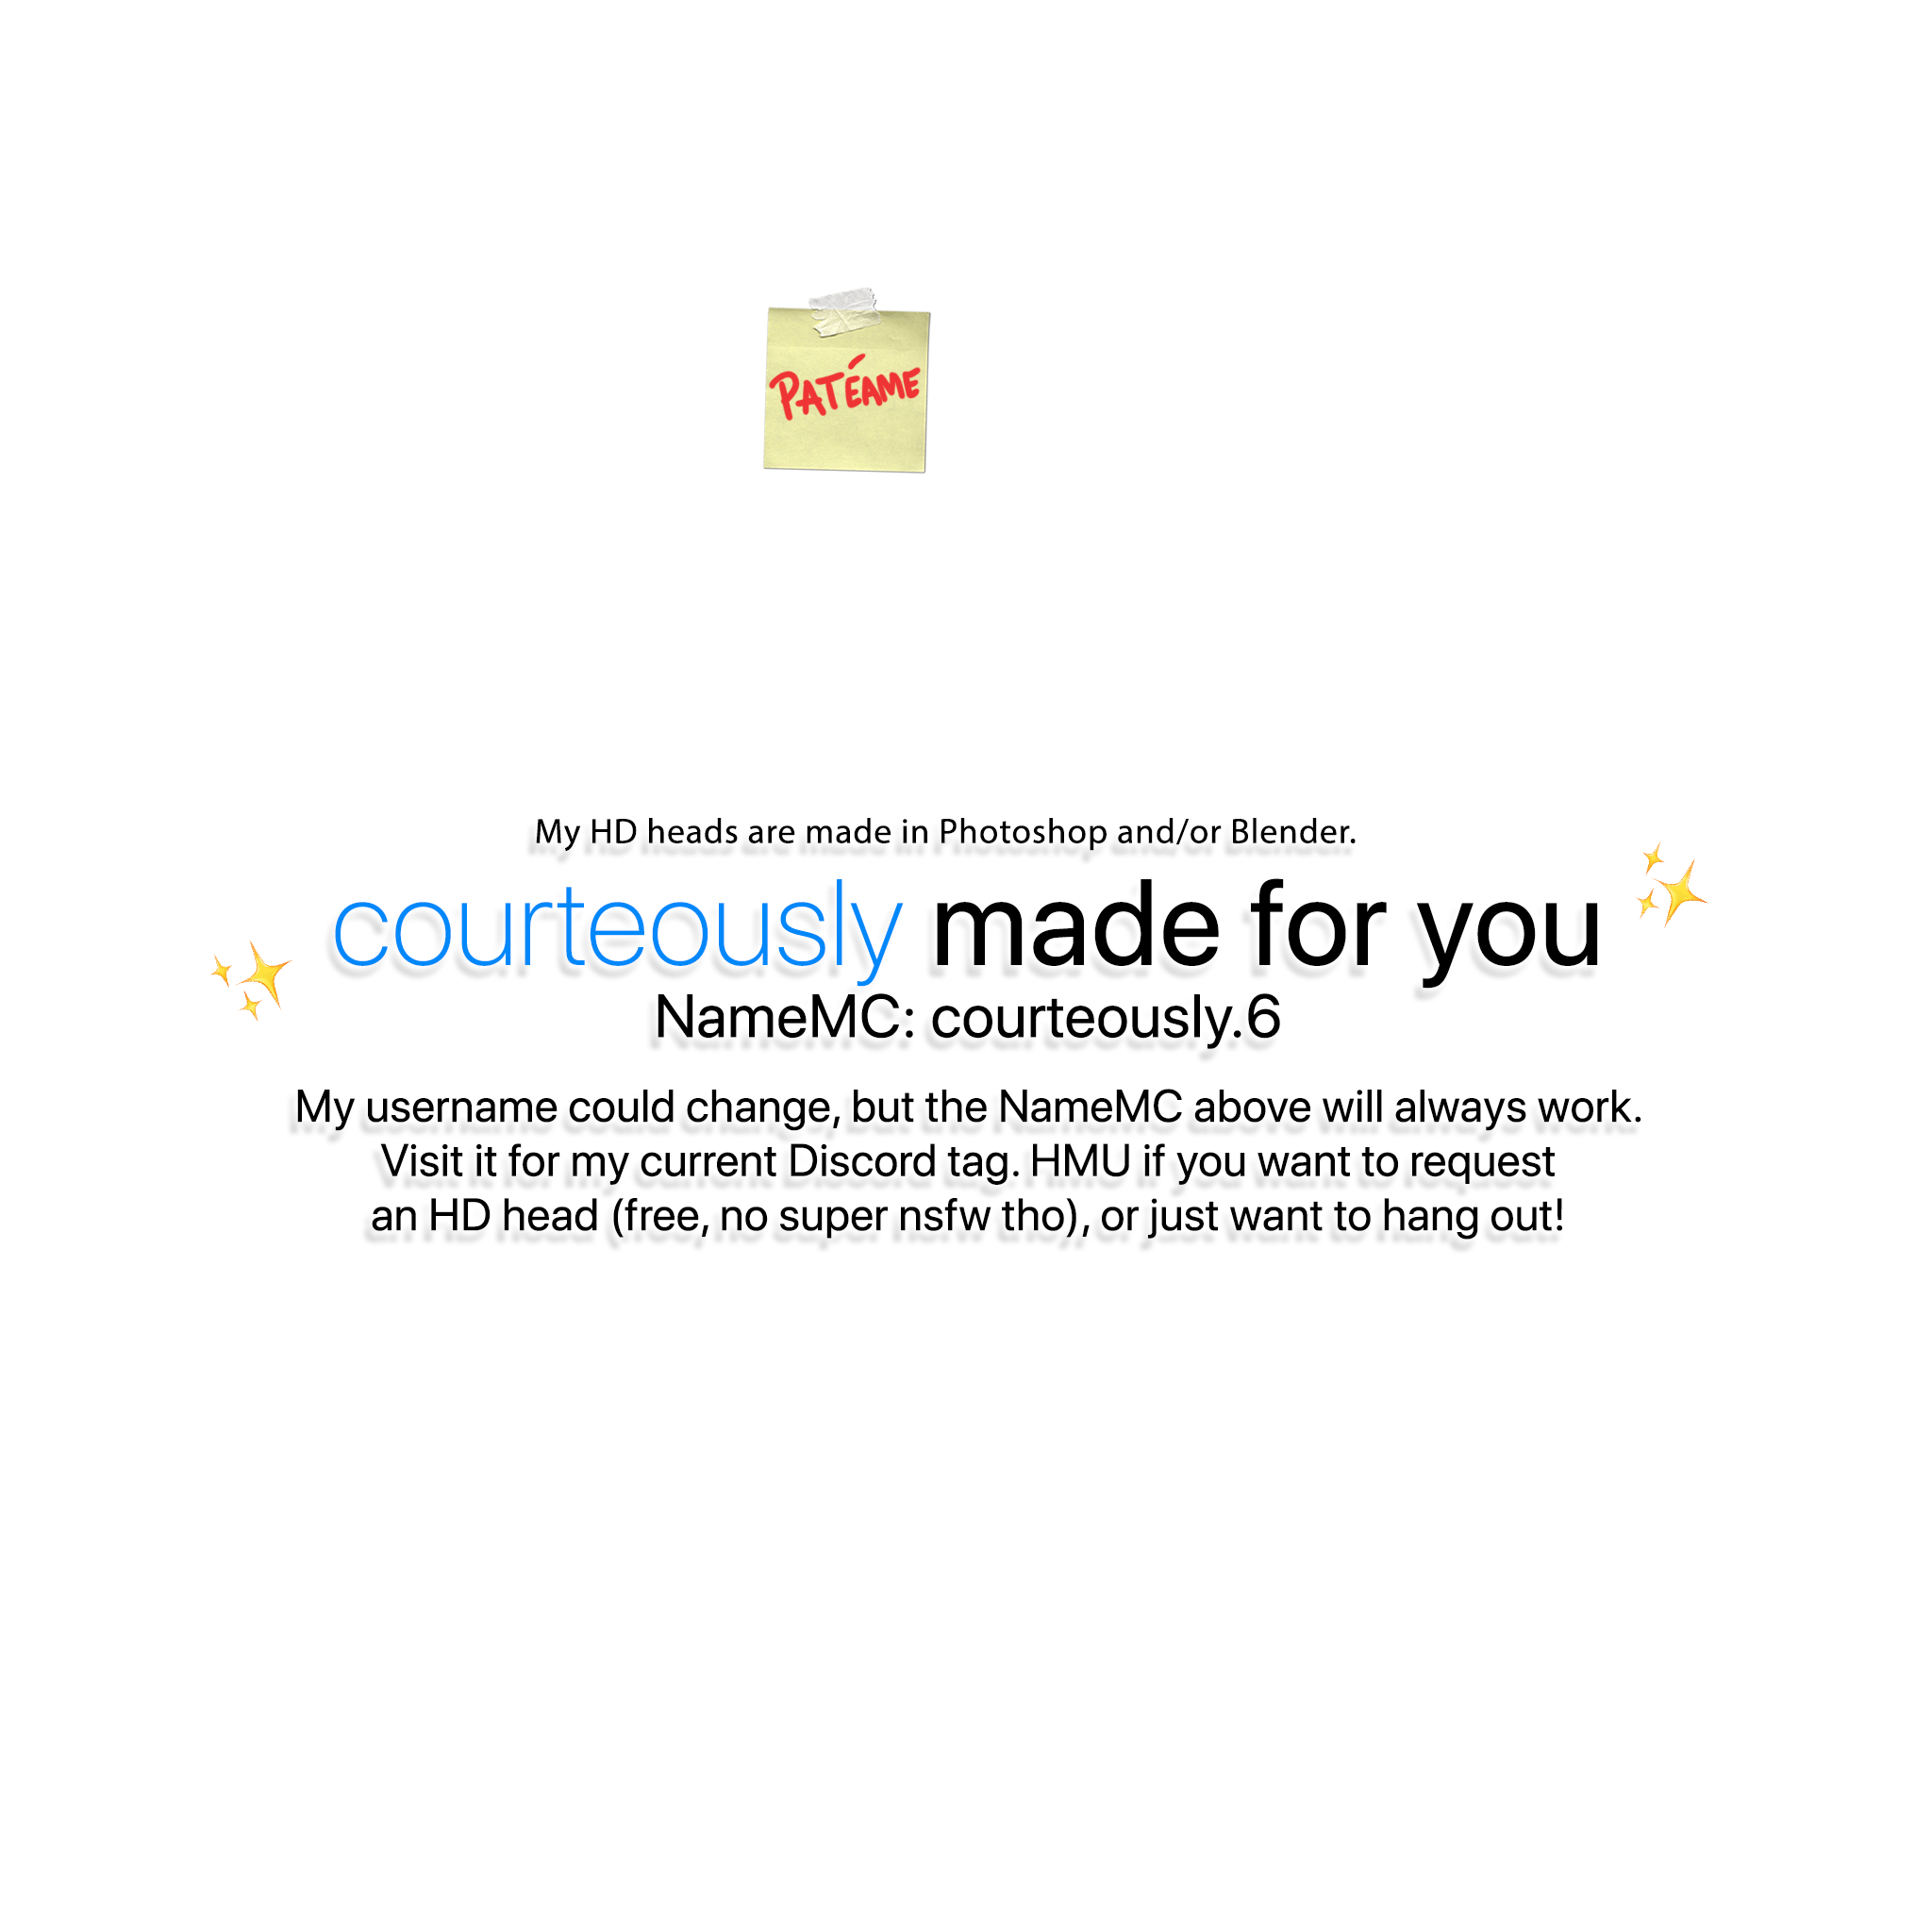 PATÉAME
My HD heads are made in Photoshop and/or Blender.
courteously made for you
NameMC: courteously.6
My username could change, but the NameMC above will always work.
Visit it for my current Discord tag. HMU if you want to request
an HD head (free, no super nsfw tho), or just want to hang out!